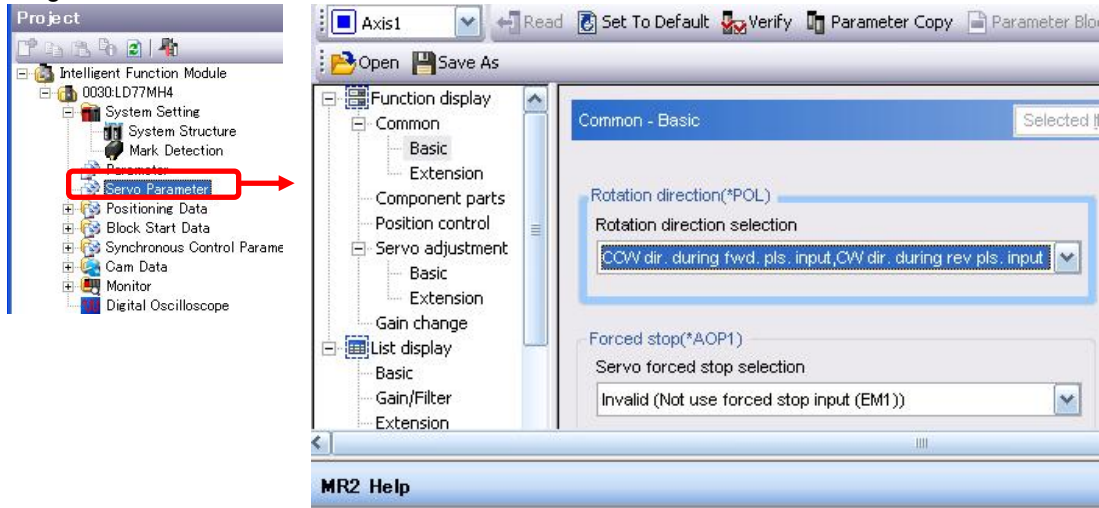 Project
Intelligent Function Module
0030:LD77MH4
System Setting
System Structure
Mark Detection
Parameter
Servo Parameter
Positioning Data
Block Start Data
Synchronous Control Parame
Cam Data
Monitor
Digital Oscilloscope
Axis1 Read Set To Default Verify Parameter Copy Parameter Blo
Open Save As
Function display
Common
Basic
Extension
Component parts
Position control
Servo adjustment
Basic
Extension
Gain change
List display
Basic
Gain/Filter
Extension
Common - Basic
Selected
Rotation direction(*POL)
Rotation direction selection
CCW dir. during fwd. pls. input,CW dir. during rev pls. input
Forced stop(*AOP1)
Servo forced stop selection
Invalid (Not use forced stop input (EM1))
MR2 Help